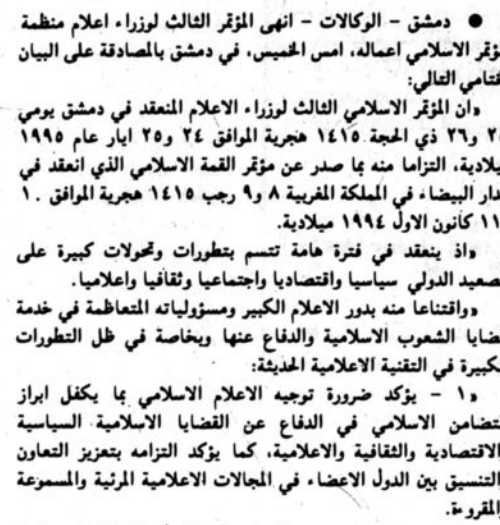 ● دمشق - الوكالات - انهى المؤتمر الثالث لوزراء اعلام منظمة
ؤتمر الاسلامي اعماله، امس الخميس، في دمشق بالمصادقة على البيان
تامي التالي:
«ان المؤتمر الاسلامي الثالث لوزراء الاعلام المنعقد في دمشق يومي
و٢٦ ذي الحجة ١٤١٥ هجرية الموافق ٢٤ و٢٥ ايار عام ١٩٩٥
يلادية، التزاما منه بما صدر عن مؤتمر القمة الاسلامي الذي انعقد في
دار البيضاء في المملكة المغربية ٨ و٩ رجب ١٤١٥ هجرية الموافق ١٠
١١ كانون الاول ١٩٩٤ ميلادية.
«واذ ينعقد في فترة هامة تتسم بتطورات وتحولات كبيرة على
صعيد الدولي سياسيا واقتصاديا واجتماعيا وثقافيا واعلاميا.
«واقتناعا منه بدور الاعلام الكبير ومسؤولياته المتعاظمة في خدمة
ضايا الشعوب الاسلامية والدفاع عنها وبخاصة في ظل التطورات
كبيرة في التقنية الاعلامية الحديثة:
«١ - يؤكد ضرورة توجيه الاعلام الاسلامي بما يكفل ابراز
تضامن الاسلامي في الدفاع عن القضايا الاسلامية السياسية
الاقتصادية والثقافية والاعلامية، كما يؤكد التزامه بتعزيز التعاون
التنسيق بين الدول الاعضاء في المجالات الاعلامية المرئية والمسموعة
المقروءة.